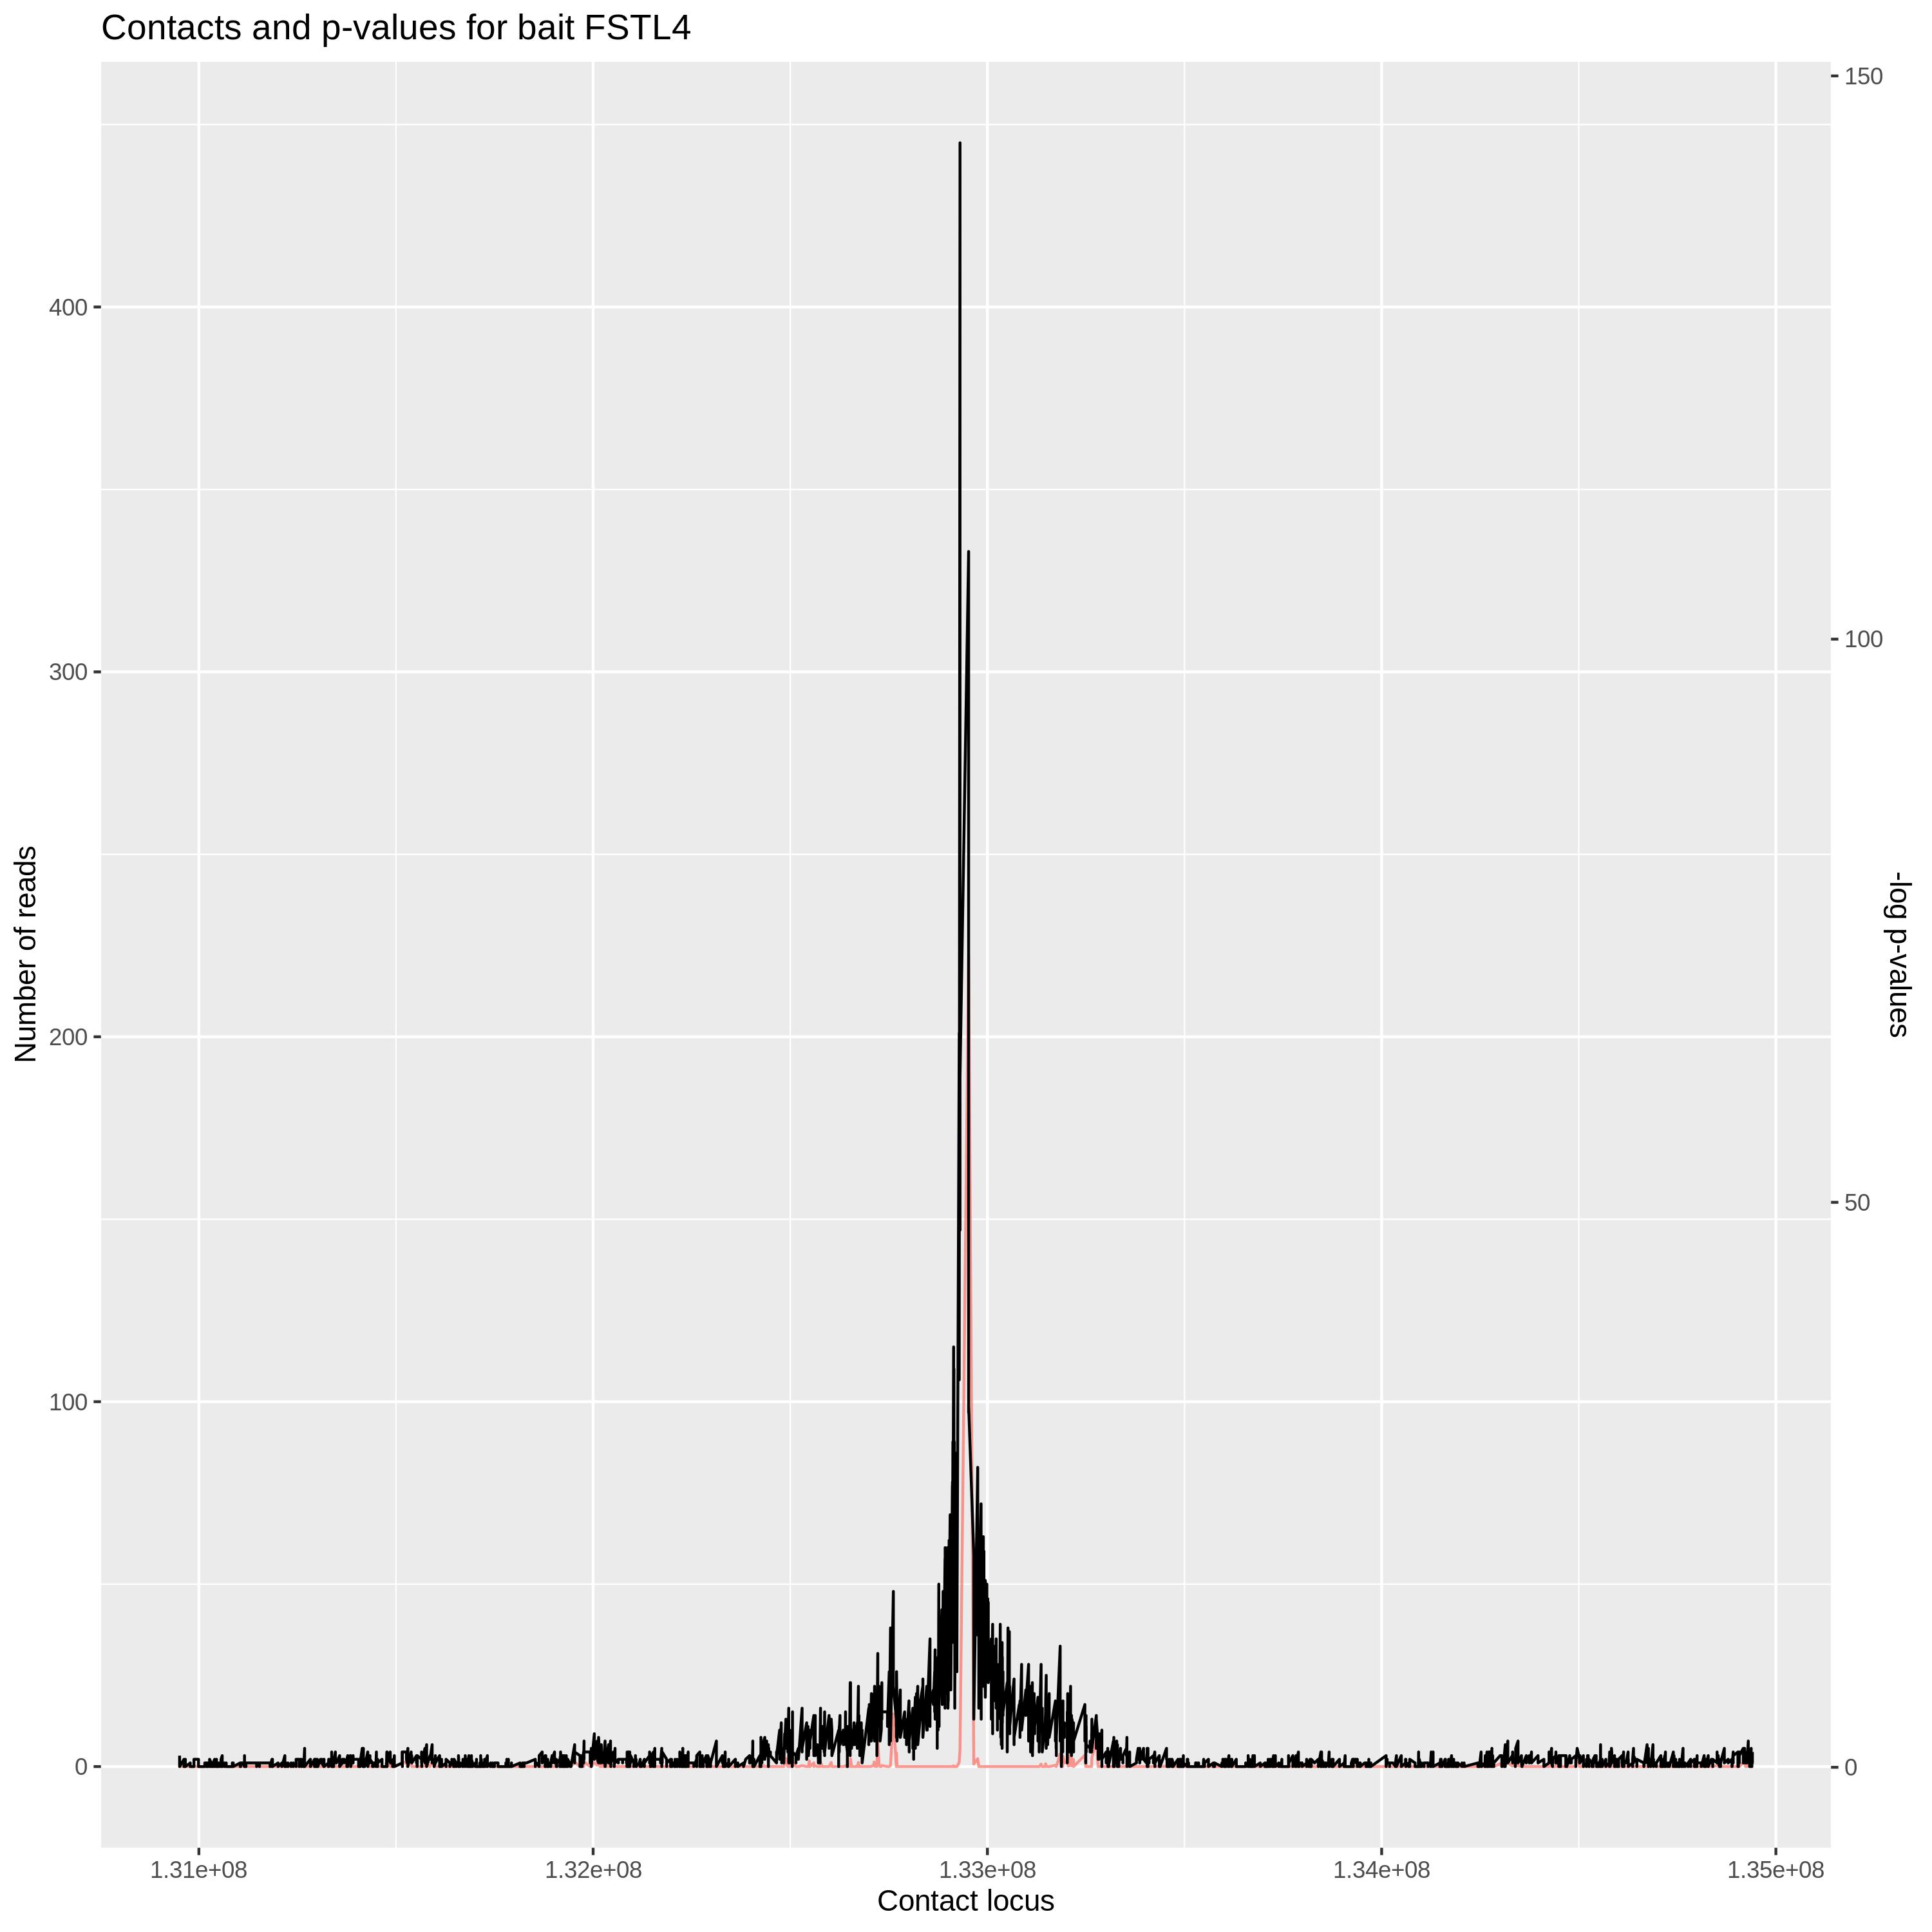 Contacts and p-values for bait FSTL4
150
400
100
300
Number of reads
-log p-values
200
50
100
0
0
1.31e+08
1.32e+08
1.33e+08
1.34e+08
1.35e+08
Contact locus